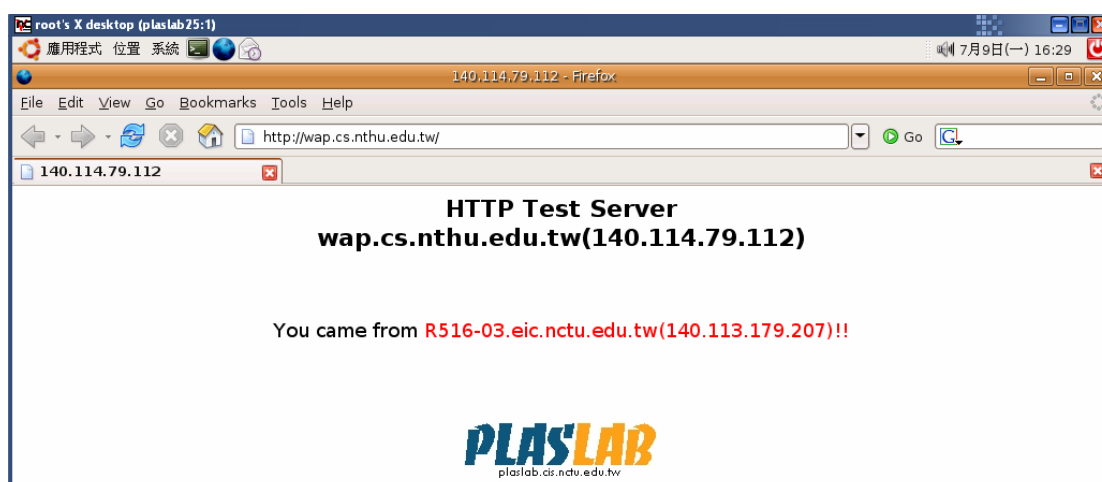 root's X desktop (plaslab25:1)
應用程式 位置 系統 7月9日(一) 16:29
140.114.79.112 - Firefox
File Edit View Go Bookmarks Tools Help
http://wap.cs.nthu.edu.tw/ Go G
140.114.79.112
HTTP Test Server
wap.cs.nthu.edu.tw(140.114.79.112)
You came from R516-03.eic.nctu.edu.tw(140.113.179.207)!!
PLASLAB
plaslab.cis.nctu.edu.tw